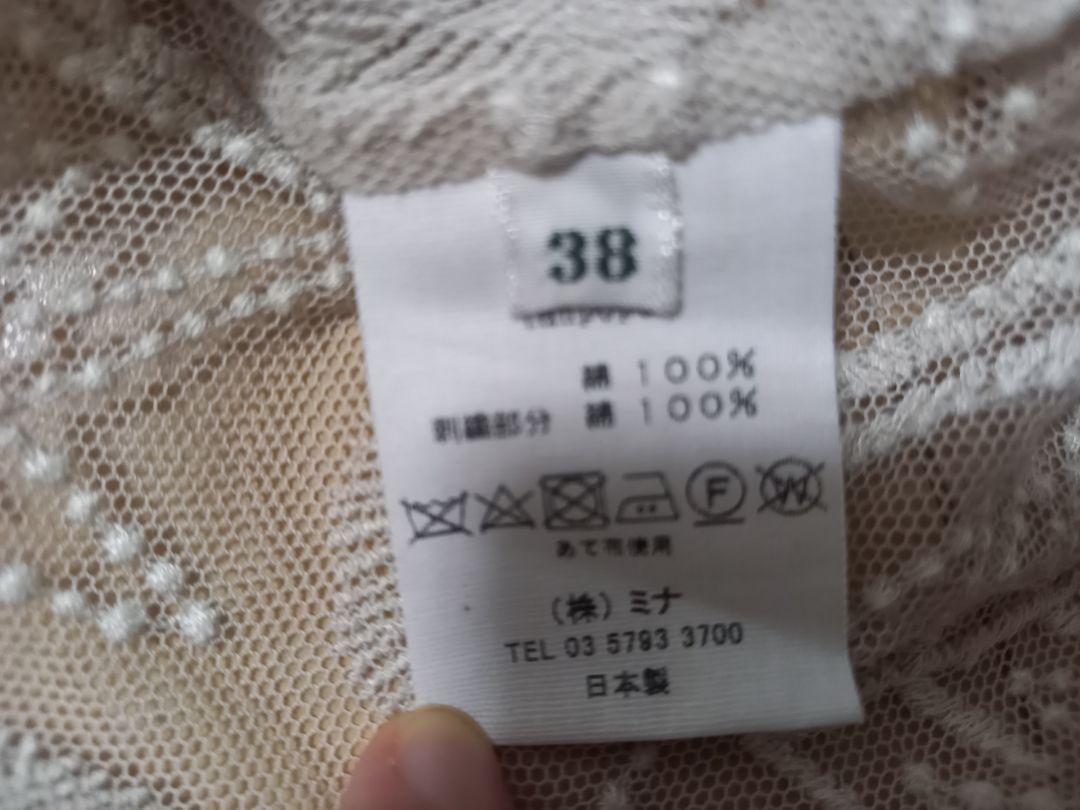 38
綿 100%
刺繍部分 綿 100%
F W
あて布使用
(株) ミナ
TEL 03 5793 3700
日本製